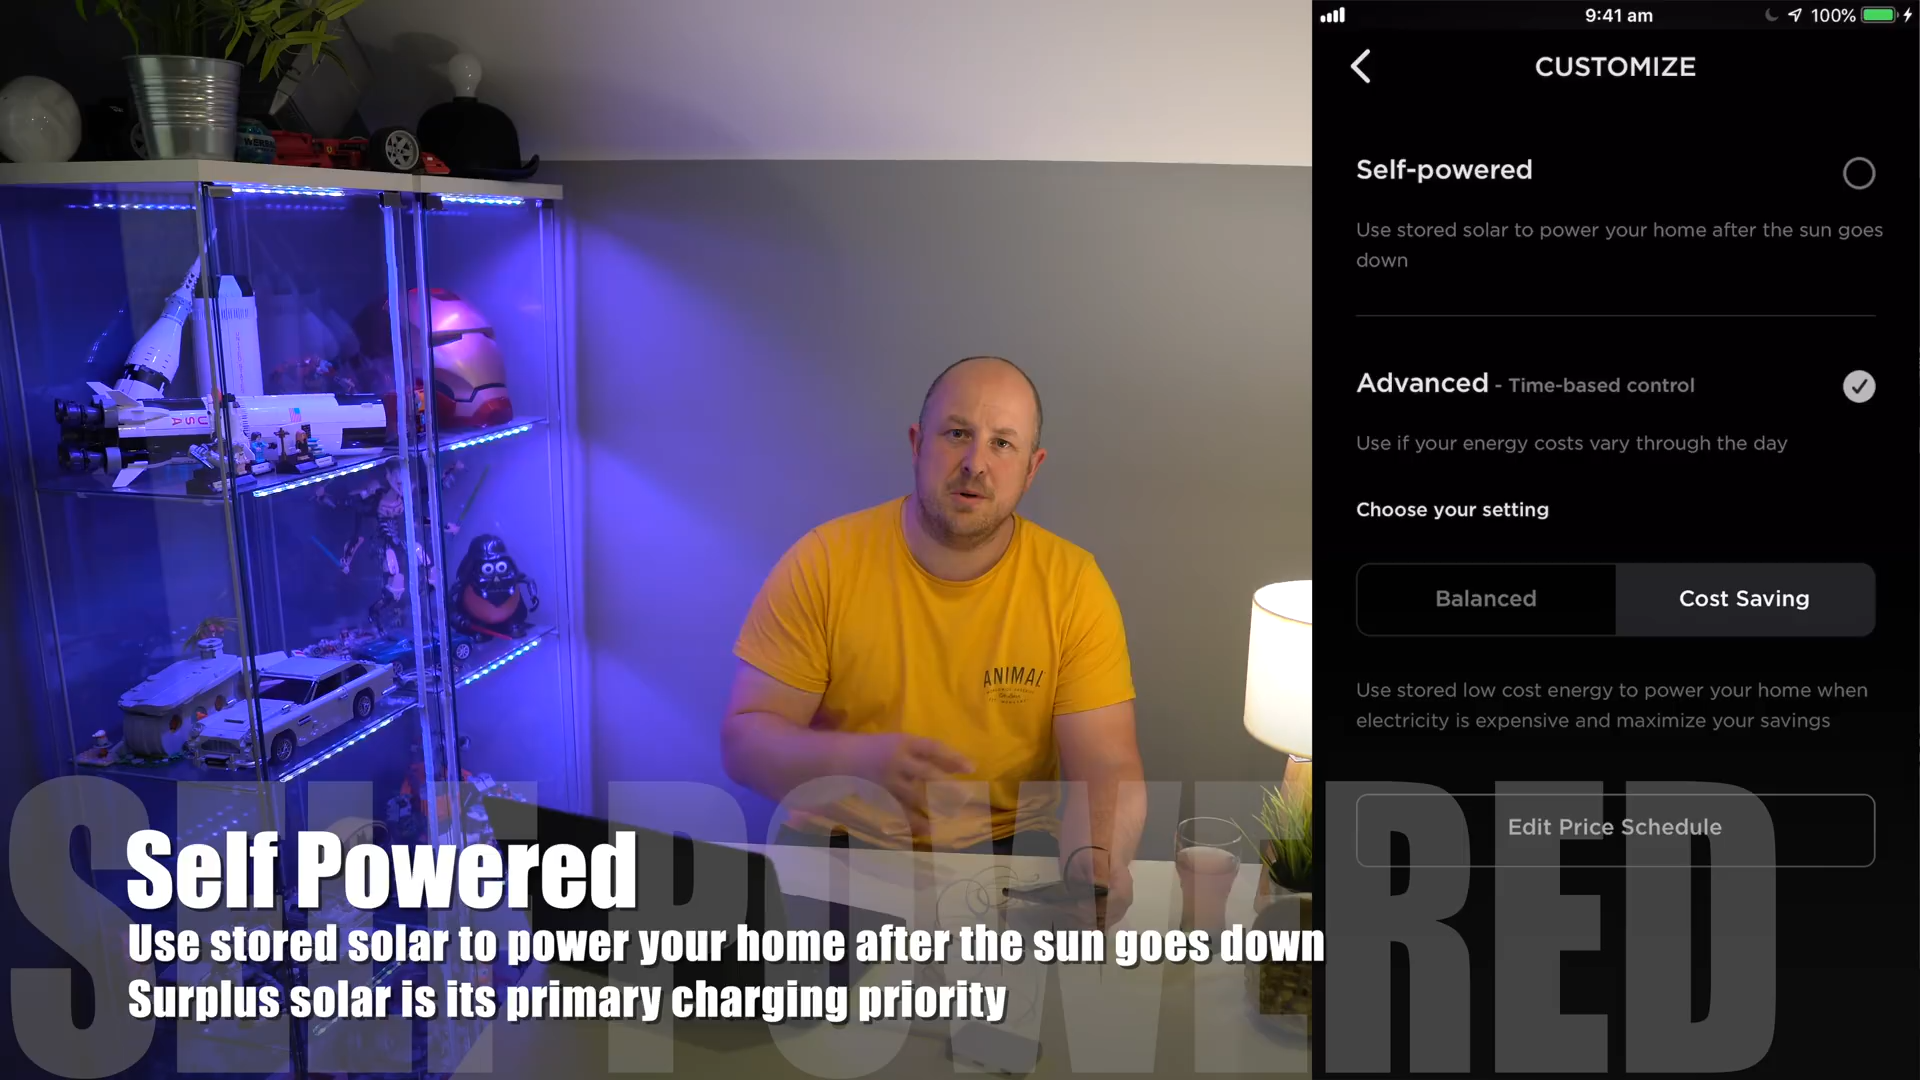 9:41 am
100%
CUSTOMIZE
Self-powered
Use stored solar to power your home after the sun goes
down
Advanced - Time-based control
Use if your energy costs vary through the day
Choose your setting
Balanced
Cost Saving
Use stored low cost energy to power your home when
electricity is expensive and maximize your savings
Edit Price Schedule
USA
ANIMAL
SELF POWERED
Self Powered
Use stored solar to power your home after the sun goes down
Surplus solar is its primary charging priority